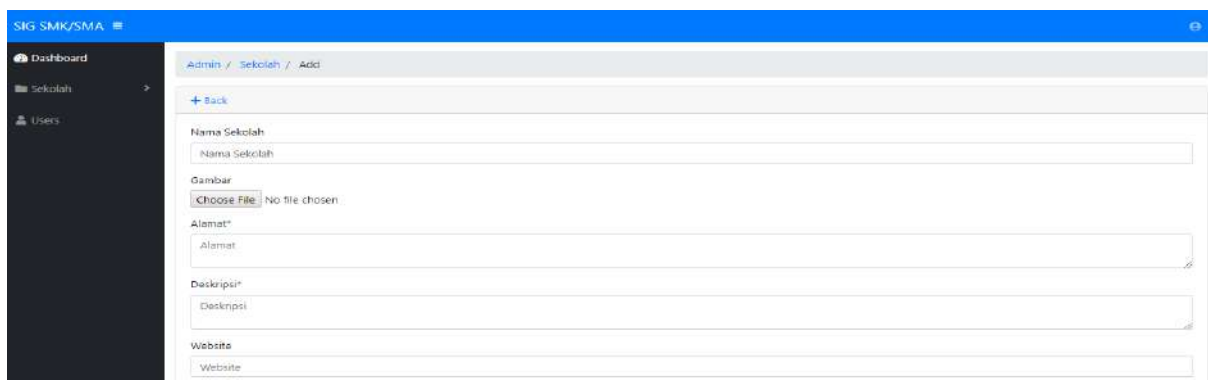 SIG SMK/SMA
Dashboard
Sekolah
Users
Admin / Sekolah / Add
+ Back
Nama Sekolah
Nama Sekolah
Gambar
Choose File No file chosen
Alamat*
Alamat
Deskripsi*
Deskripsi
Website
Website